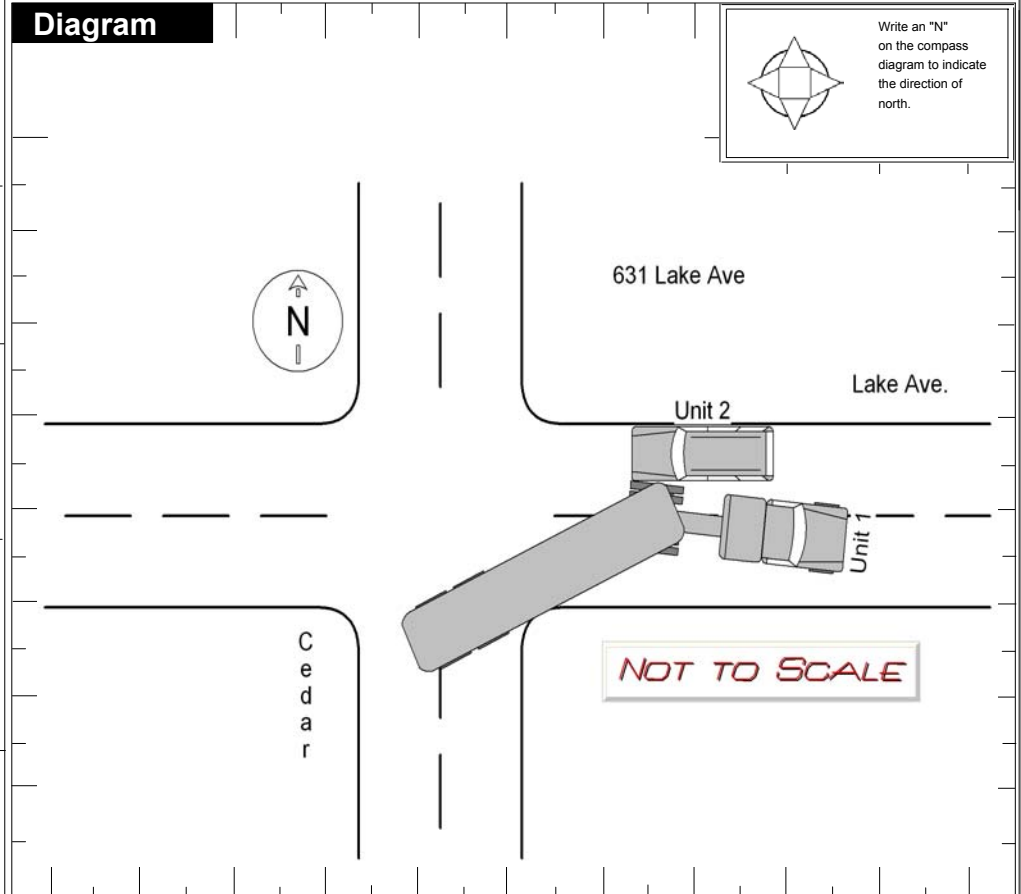 Diagram
Write an "N"
on the compass
diagram to indicate
the direction of
north.
631 Lake Ave
N
Lake Ave.
Unit 2
Unit 1
C
e
d
a
r
NOT TO SCALE